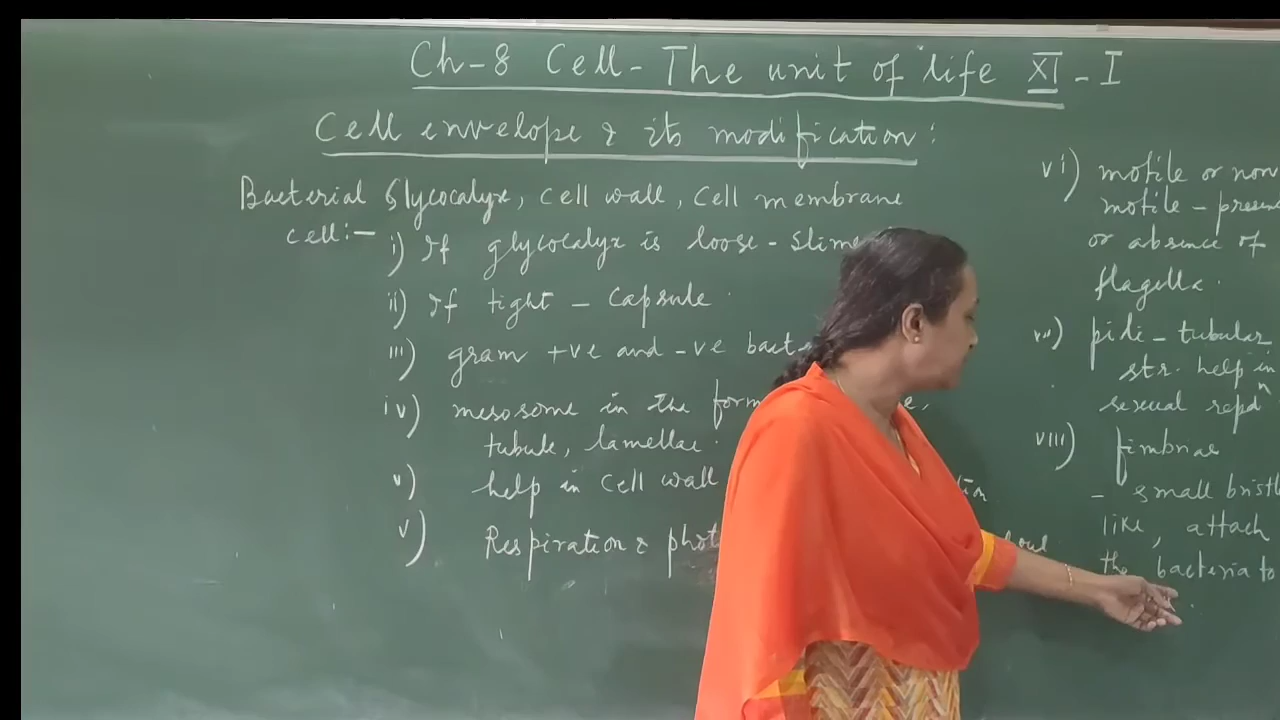 Ch-8 Cell - The unit of life XI - I
Cell envelope & its modification :
Bacterial Glycocalyx, cell wall, cell membrane
cell:-
i) If glycocalyx is loose - slime
ii) If tight - capsule.
iii) gram +ve and -ve bact
iv) mesosome in the form
tubule, lamellae.
v) help in cell wall
v) Respiration & phot
vi) motile or non
motile - presen
or absence of
flagella.
vii) pili - tubular
str. help in
sexual repdn
viii) fimbriae
- small bristl
like, attach
the bacteria to